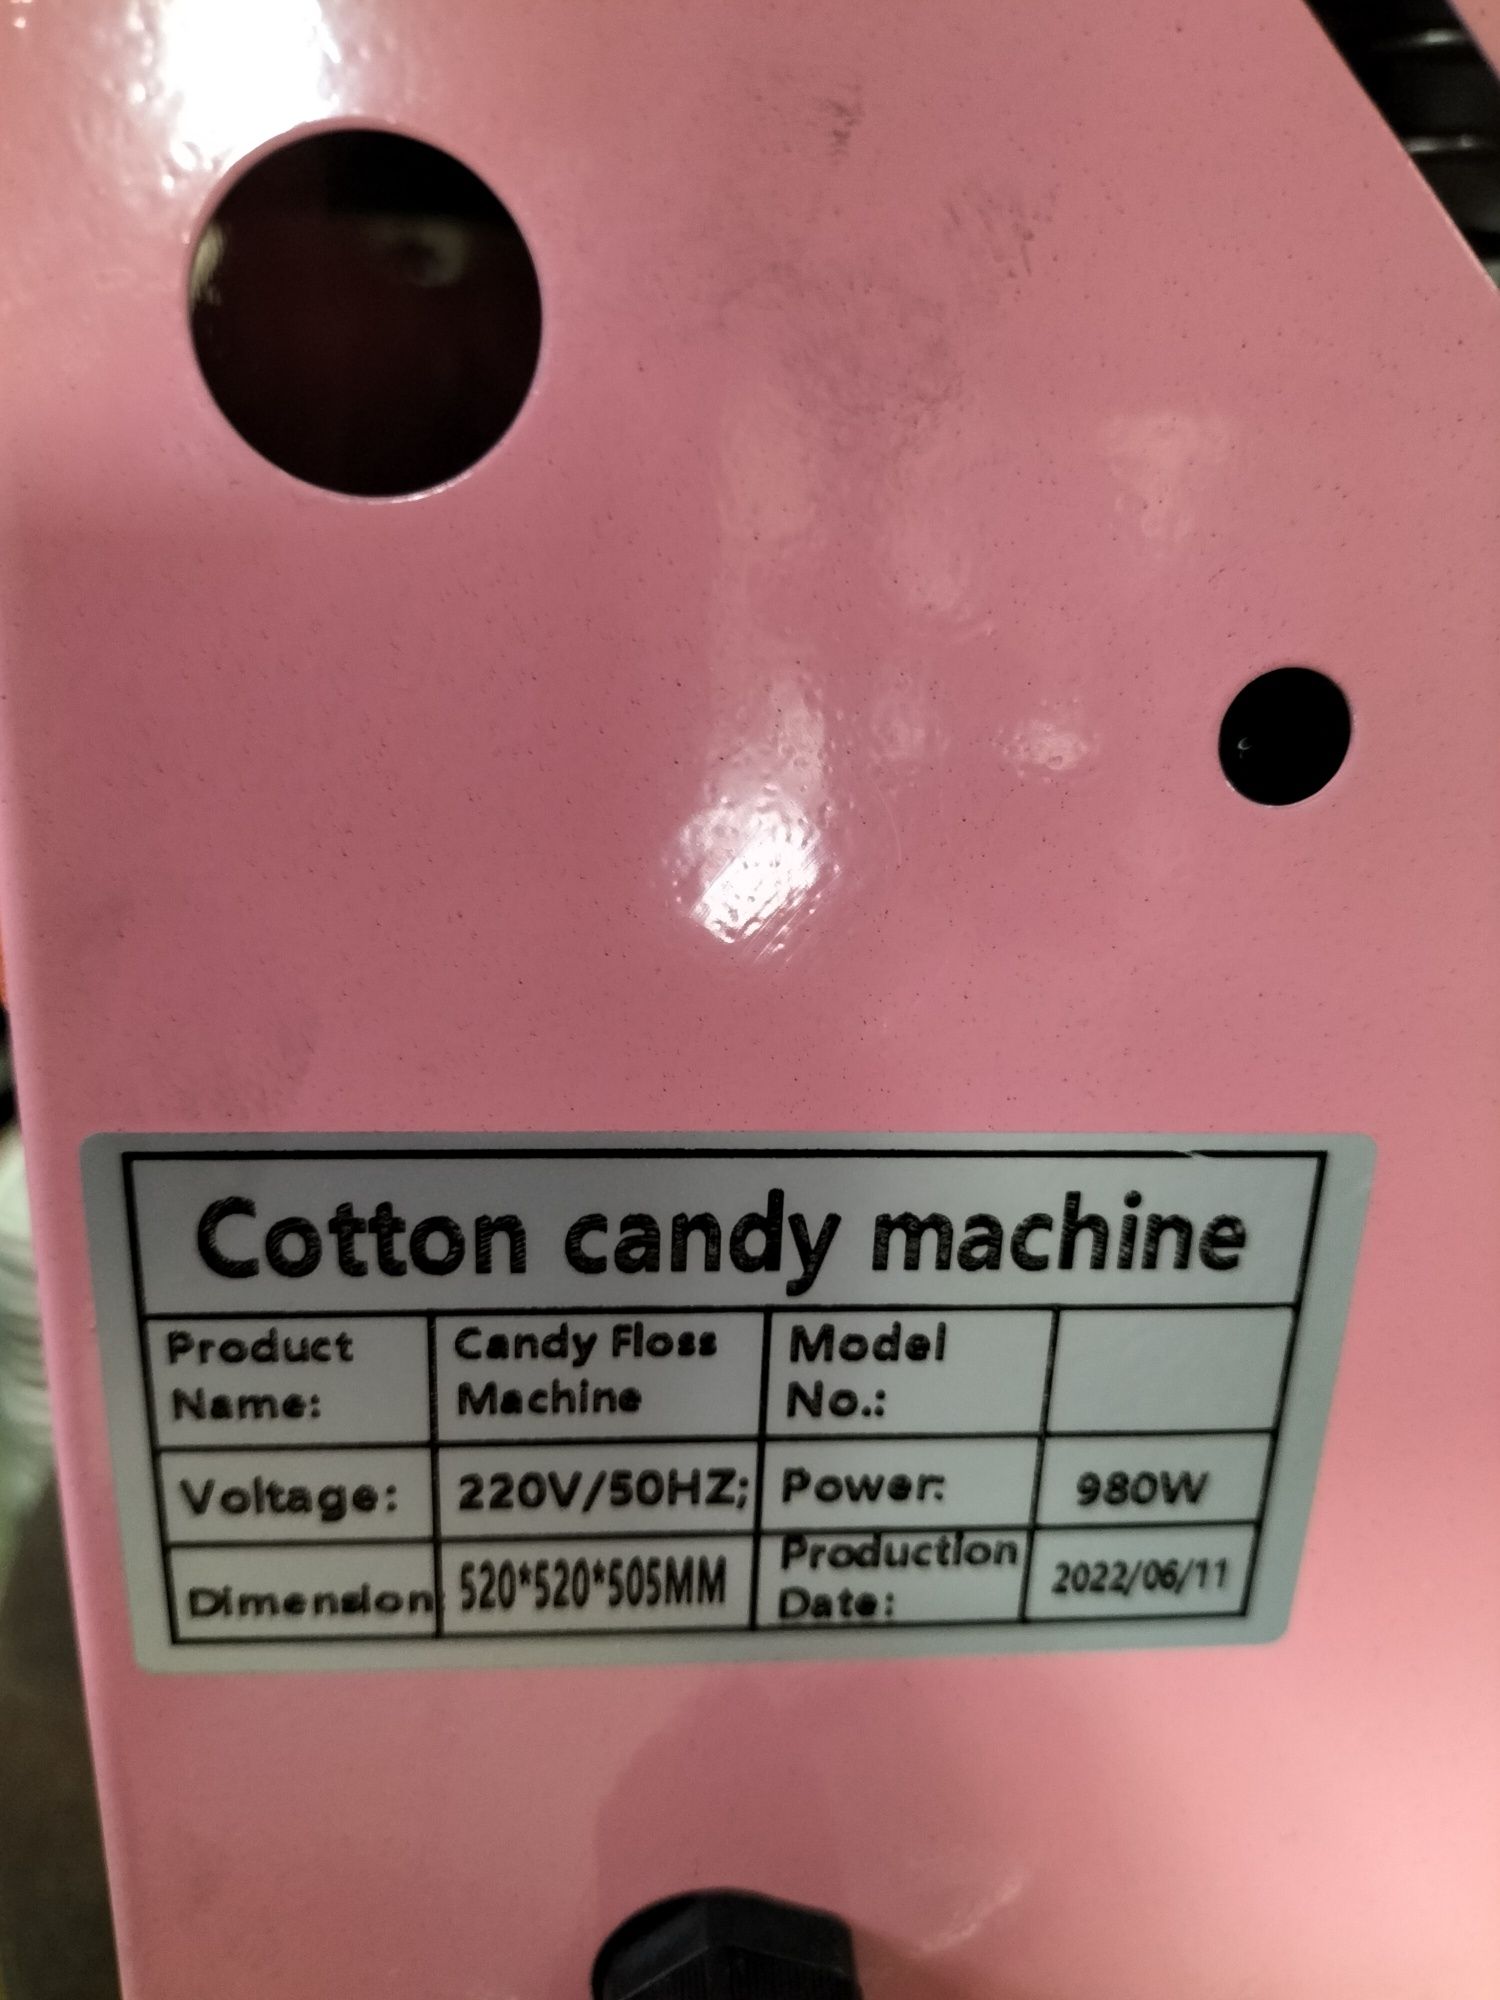 Cotton candy machine
Product Name: Candy Floss Machine Model No.:
Voltage: 220V/50HZ; Power: 980W
Dimension: 520*520*505MM Production Date: 2022/06/11